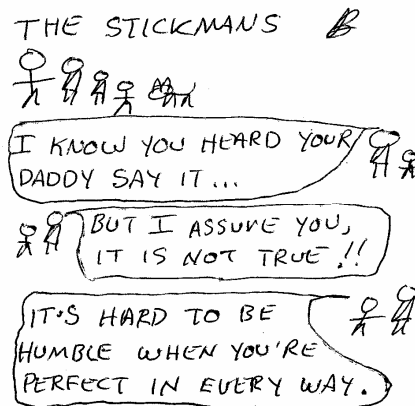 THE STICKMANS
I KNOW YOU HEARD YOUR
DADDY SAY IT...
BUT I ASSURE YOU,
IT IS NOT TRUE!!
IT'S HARD TO BE
HUMBLE WHEN YOU'RE
PERFECT IN EVERY WAY.